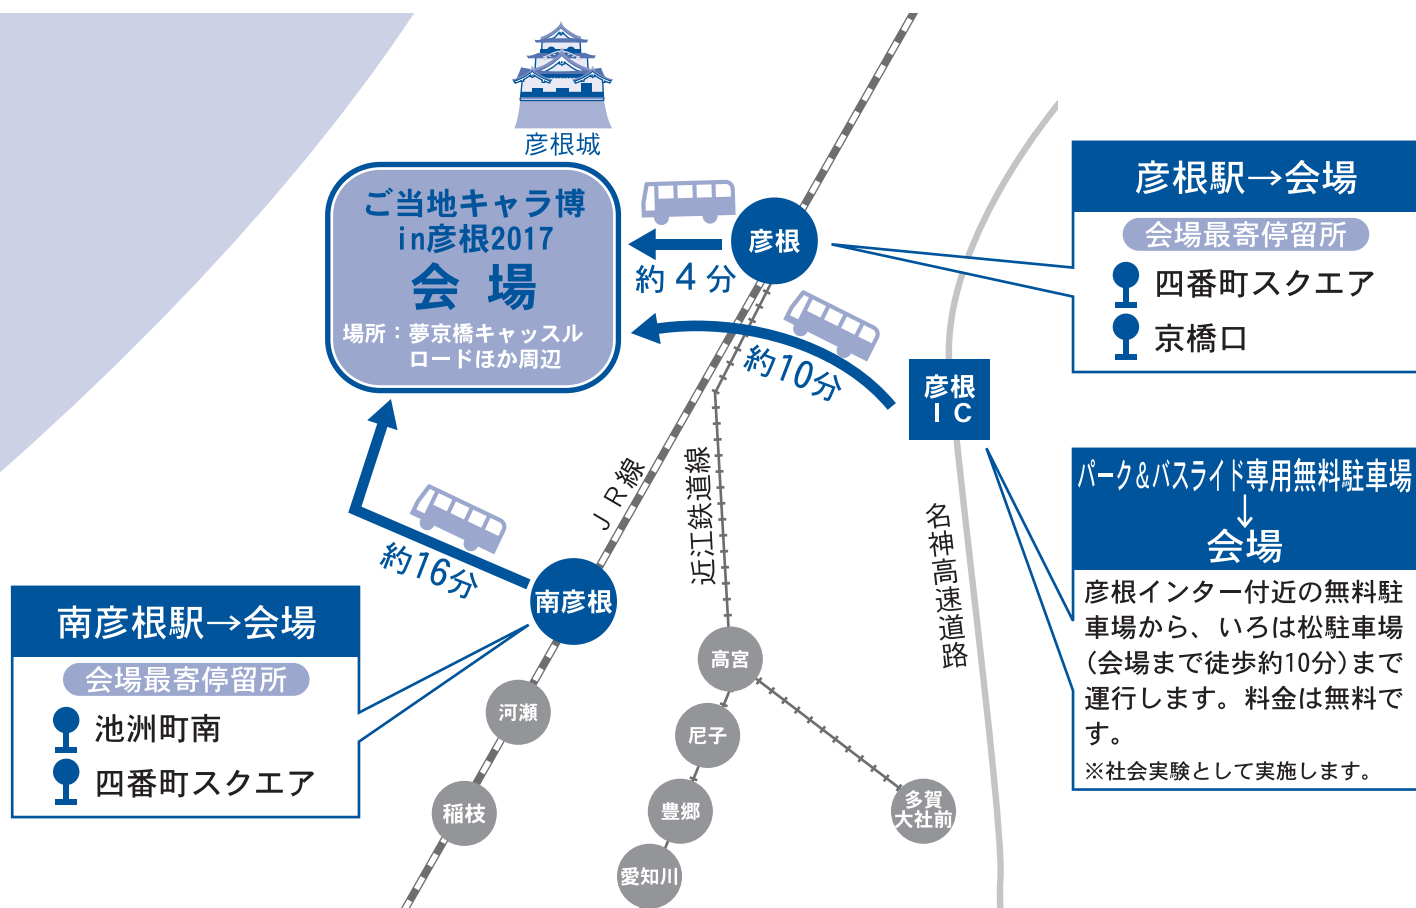 彦根城
ご当地キャラ博
in彦根2017
会 場
場所：夢京橋キャッスル
ロードほか周辺
彦根
約4分
約10分
彦根
IC
彦根駅→会場
会場最寄停留所
四番町スクエア
京橋口
パーク&バスライド専用無料駐車場
↓
会場
彦根インター付近の無料駐
車場から、いろは松駐車場
(会場まで徒歩約10分)まで
運行します。料金は無料で
す。
※社会実験として実施します。
JR線
近江鉄道線
名神高速道路
約16分
南彦根
南彦根駅→会場
会場最寄停留所
池洲町南
四番町スクエア
河瀬
稲枝
高宮
尼子
豊郷
愛知川
多賀
大社前